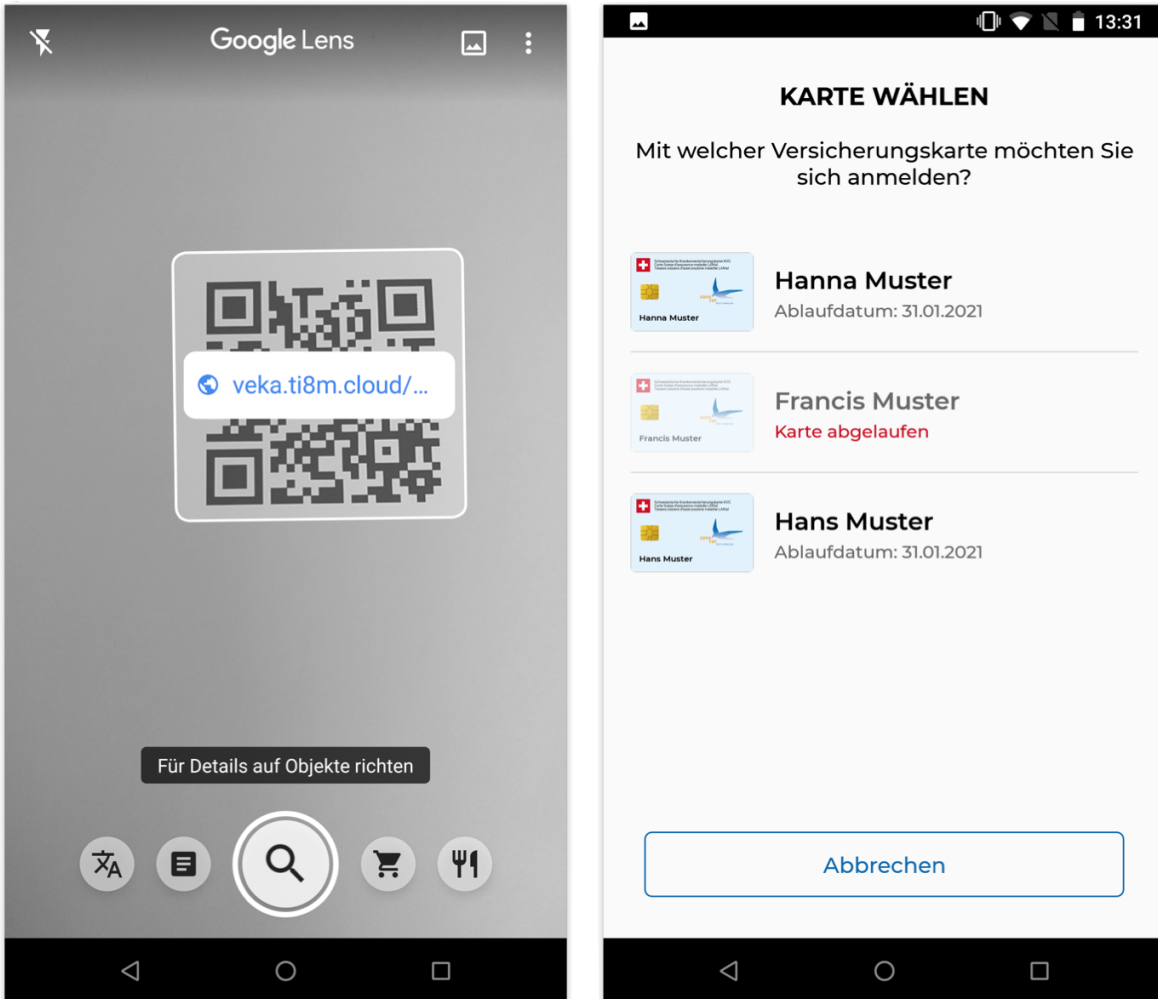 Google Lens
veka.ti8m.cloud/...
Für Details auf Objekte richten
13:31
KARTE WÄHLEN
Mit welcher Versicherungskarte möchten Sie
sich anmelden?
Hanna Muster
Hanna Muster
Ablaufdatum: 31.01.2021
Francis Muster
Francis Muster
Karte abgelaufen
Hans Muster
Hans Muster
Ablaufdatum: 31.01.2021
Abbrechen